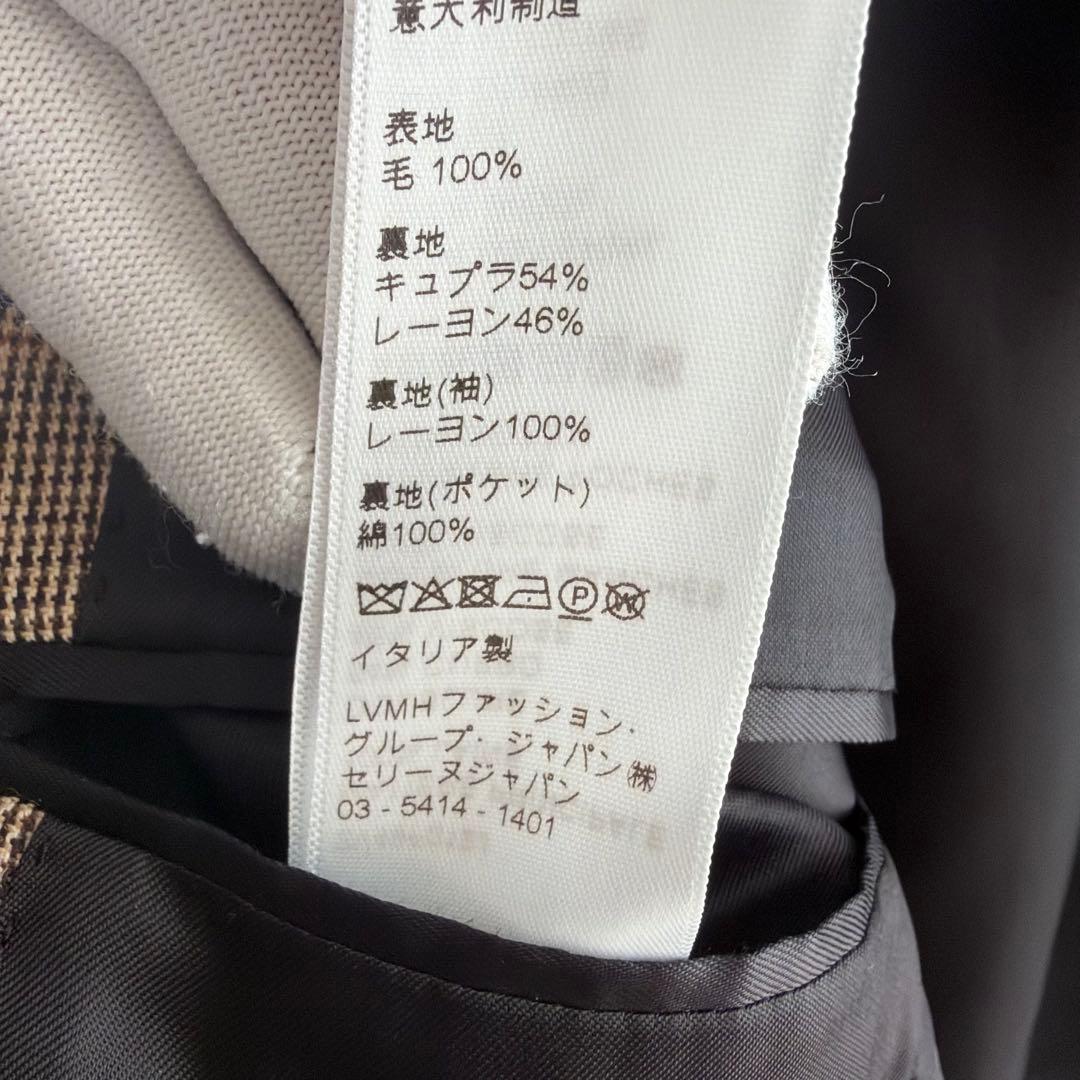 意大利制造
表地
毛 100%
裏地
キュプラ54%
レーヨン46%
裏地(袖)
レーヨン100%
裏地(ポケット)
綿100%
P
W
イタリア製
LVMHファッション.
グループ・ジャパン㈱
セリーヌジャパン
03 - 5414 - 1401